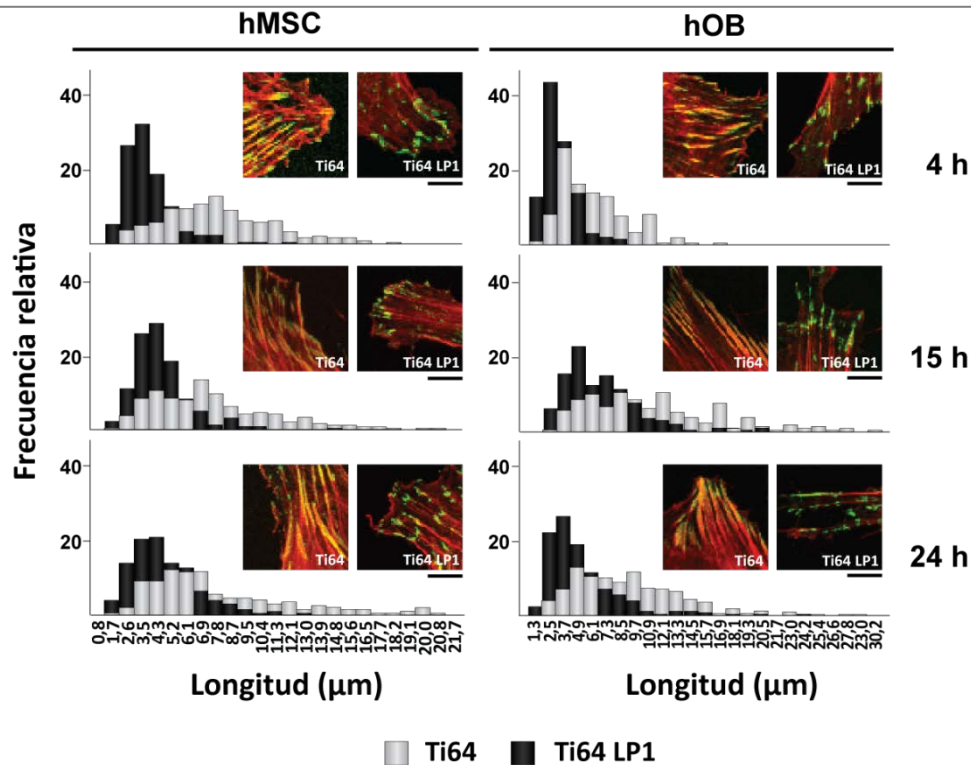 hMSC hOB
Frecuencia relativa
40
20
Ti64 Ti64 LP1
40
20
Ti64 Ti64 LP1
4 h
40
20
Ti64 Ti64 LP1
40
20
Ti64 Ti64 LP1
15 h
40
20
Ti64 Ti64 LP1
40
20
Ti64 Ti64 LP1
24 h
0,8 1,7 2,6 3,5 4,3 5,2 6,1 6,9 7,8 8,7 9,5 10,4 11,3 12,1 13,0 13,9 14,8 15,6 16,5 17,7 18,2 19,1 20,0 20,8 21,7
1,3 2,5 3,7 4,9 6,1 7,3 8,5 9,7 10,9 12,1 13,3 14,5 15,7 16,9 18,1 19,3 20,5 21,7 23,0 24,2 25,4 26,6 27,8 23,0 30,2
Longitud (µm) Longitud (µm)
Ti64 Ti64 LP1